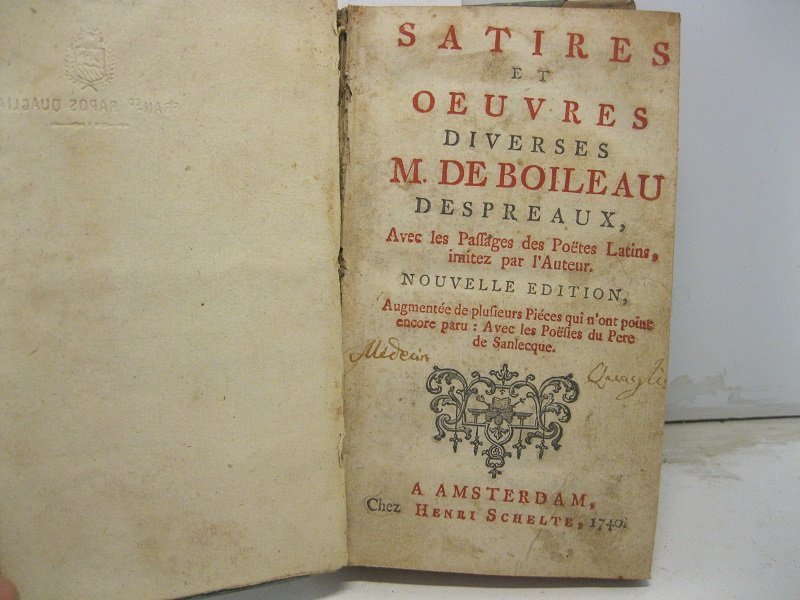 SATIRES
ET
OEUVRES
DIVERSES
M. DE BOILEAU
DESPREAUX,
Avec les Paſſages des Poëtes Latins,
imitez par l'Auteur.
NOUVELLE EDITION,
Augmentée de pluſieurs Piéces qui n'ont point
encore paru : Avec les Poëſies du Pere
de Sanlecque.
Médecin
A AMSTERDAM,
Chez HENRI SCHELTE, 1740.